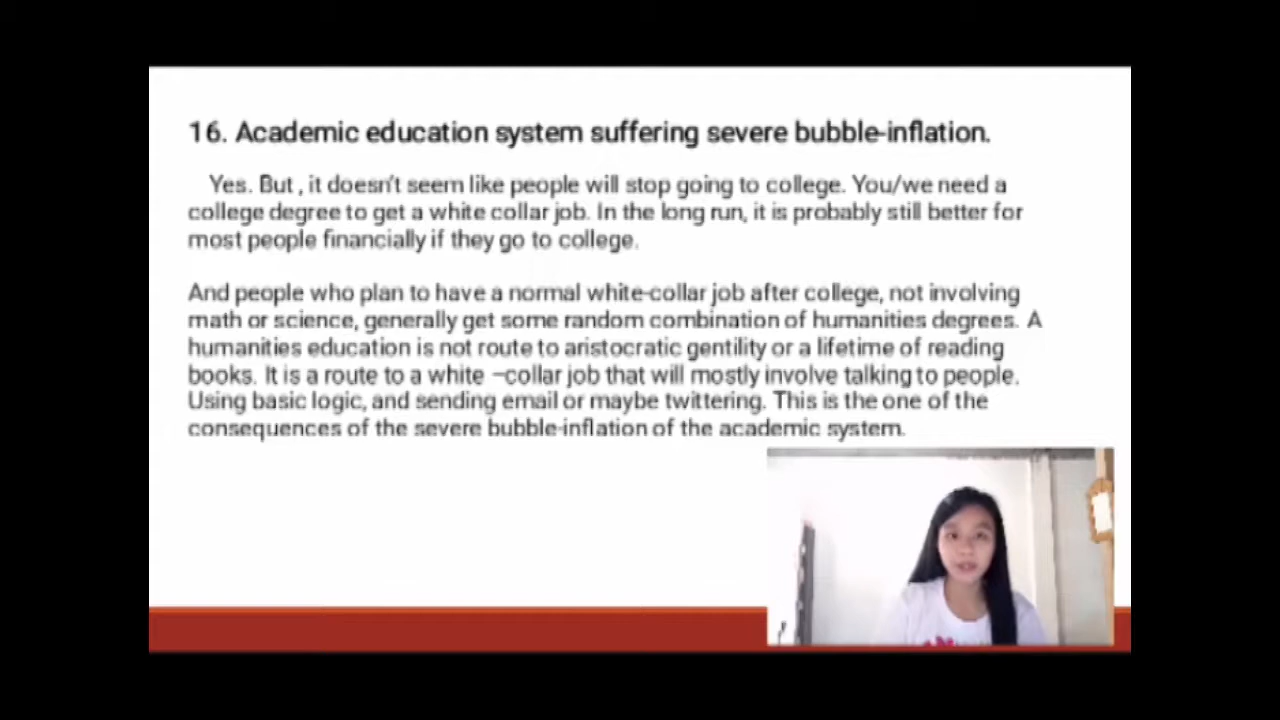 16. Academic education system suffering severe bubble-inflation.
Yes. But , it doesn't seem like people will stop going to college. You/we need a
college degree to get a white collar job. In the long run, it is probably still better for
most people financially if they go to college.
And people who plan to have a normal white-collar job after college, not involving
math or science, generally get some random combination of humanities degrees. A
humanities education is not route to aristocratic gentility or a lifetime of reading
books. It is a route to a white –collar job that will mostly involve talking to people.
Using basic logic, and sending email or maybe twittering. This is the one of the
consequences of the severe bubble-inflation of the academic system.